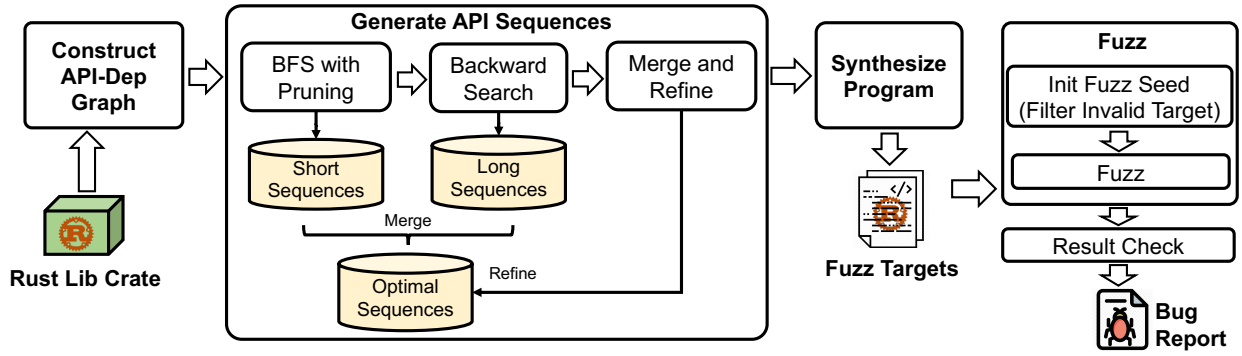 Construct
API-Dep
Graph
Rust Lib Crate
Generate API Sequences
BFS with
Pruning
Backward
Search
Merge and
Refine
Short
Sequences
Long
Sequences
Merge
Optimal
Sequences
Refine
Synthesize
Program
</>
R
Fuzz Targets
Fuzz
Init Fuzz Seed
(Filter Invalid Target)
Fuzz
Result Check
Bug
Report